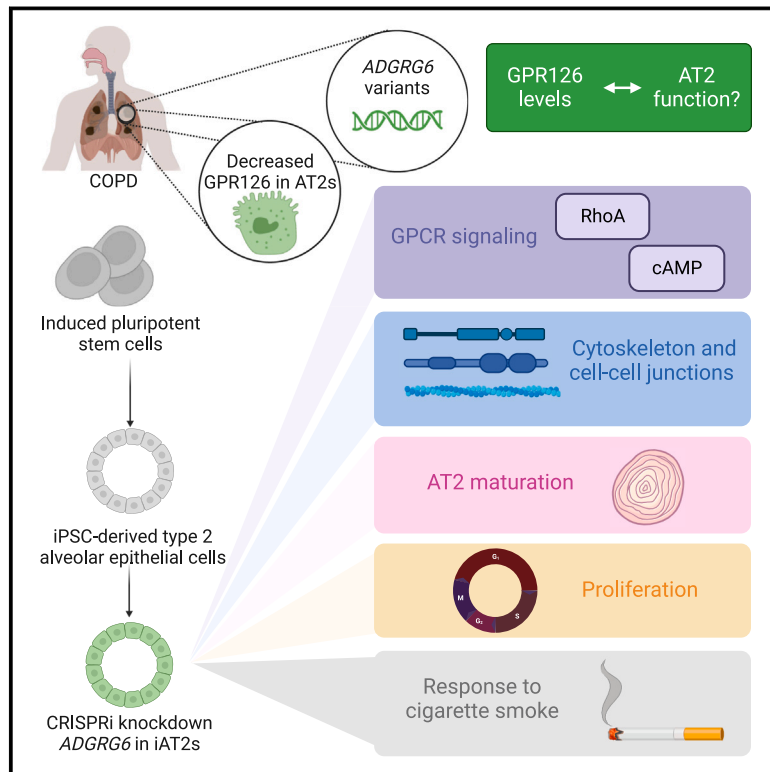 COPD
ADGRG6
variants
Decreased
GPR126 in AT2s
GPR126
levels
AT2
function?
Induced pluripotent
stem cells
iPSC-derived type 2
alveolar epithelial cells
CRISPRi knockdown
ADGRG6 in iAT2s
GPCR signaling
RhoA
cAMP
Cytoskeleton and
cell-cell junctions
AT2 maturation
G₁
M
S
G₂
Proliferation
Response to
cigarette smoke